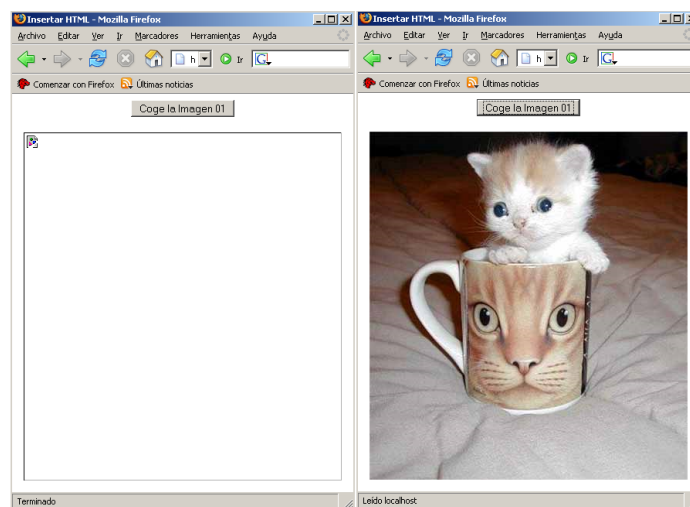 Insertar HTML - Mozilla Firefox
Archivo Editar Ver Ir Marcadores Herramientas Ayuda
h Ir G
Comenzar con Firefox Últimas noticias
Coge la Imagen 01
Terminado
Insertar HTML - Mozilla Firefox
Archivo Editar Ver Ir Marcadores Herramientas Ayuda
h Ir G
Comenzar con Firefox Últimas noticias
Coge la Imagen 01
Leído localhost